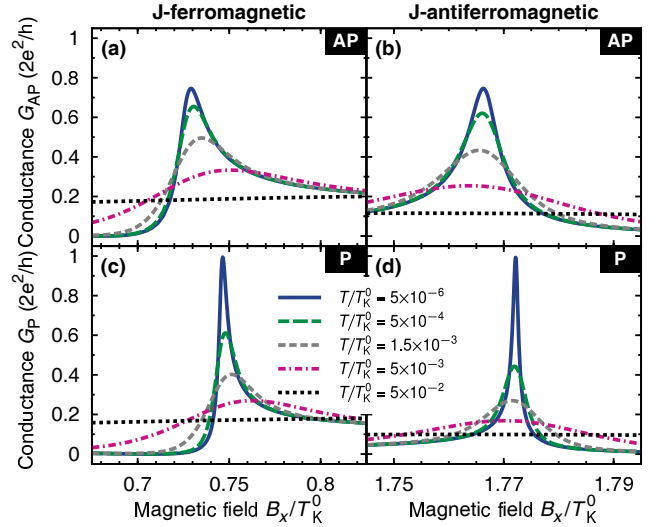 J-ferromagnetic J-antiferromagnetic
(a) AP (b) AP
Conductance G_AP (2e²/h)
1
0.8
0.6
0.4
0.2
0
(c) P (d) P
Conductance G_P (2e²/h)
1
0.8
0.6
0.4
0.2
0
T/T_K^0 = 5×10⁻⁶
T/T_K^0 = 5×10⁻⁴
T/T_K^0 = 1.5×10⁻³
T/T_K^0 = 5×10⁻³
T/T_K^0 = 5×10⁻²
0.7 0.75 0.8 1.75 1.77 1.79
Magnetic field B_x/T_K^0 Magnetic field B_x/T_K^0